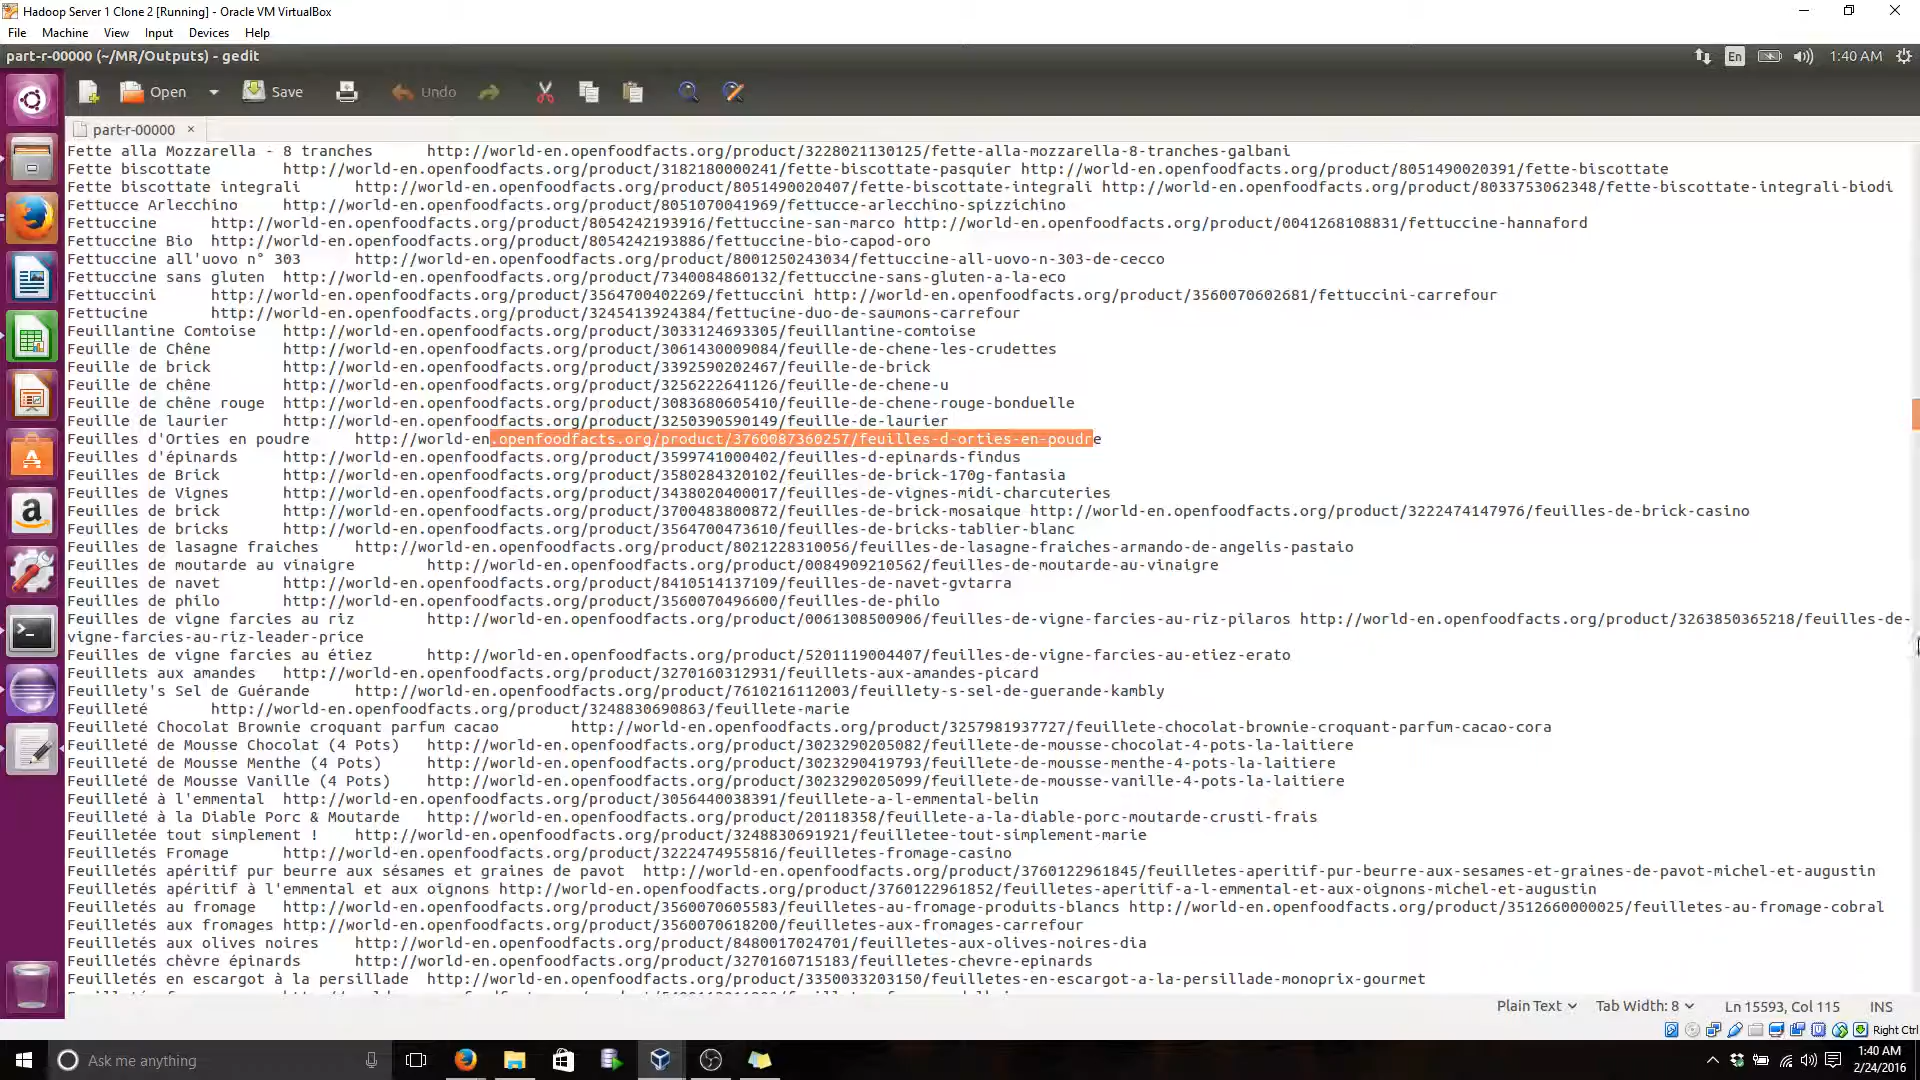 Hadoop Server 1 Clone 2 [Running] - Oracle VM VirtualBox
File Machine View Input Devices Help
part-r-00000 (~/MR/Outputs) - gedit
En 1:40 AM
Open Save Undo
part-r-00000 ×
Fette alla Mozzarella - 8 tranches http://world-en.openfoodfacts.org/product/3228021130125/fette-alla-mozzarella-8-tranches-galbani
Fette biscottate http://world-en.openfoodfacts.org/product/3182180000241/fette-biscottate-pasquier http://world-en.openfoodfacts.org/product/8051490020391/fette-biscottate
Fette biscottate integrali http://world-en.openfoodfacts.org/product/8051490020407/fette-biscottate-integrali http://world-en.openfoodfacts.org/product/8033753062348/fette-biscottate-integrali-biodi
Fettucce Arlecchino http://world-en.openfoodfacts.org/product/8051070041969/fettucce-arlecchino-spizzichino
Fettuccine http://world-en.openfoodfacts.org/product/8054242193916/fettuccine-san-marco http://world-en.openfoodfacts.org/product/0041268108831/fettuccine-hannaford
Fettuccine Bio http://world-en.openfoodfacts.org/product/8054242193886/fettuccine-bio-capod-oro
Fettuccine all'uovo n° 303 http://world-en.openfoodfacts.org/product/8001250243034/fettuccine-all-uovo-n-303-de-cecco
Fettuccine sans gluten http://world-en.openfoodfacts.org/product/7340084860132/fettuccine-sans-gluten-a-la-eco
Fettuccini http://world-en.openfoodfacts.org/product/3564700402269/fettuccini http://world-en.openfoodfacts.org/product/3560070602681/fettuccini-carrefour
Fettucine http://world-en.openfoodfacts.org/product/3245413924384/fettucine-duo-de-saumons-carrefour
Feuillantine Comtoise http://world-en.openfoodfacts.org/product/3033124693305/feuillantine-comtoise
Feuille de Chêne http://world-en.openfoodfacts.org/product/3061430009084/feuille-de-chene-les-crudettes
Feuille de brick http://world-en.openfoodfacts.org/product/3392590202467/feuille-de-brick
Feuille de chêne http://world-en.openfoodfacts.org/product/3256222641126/feuille-de-chene-u
Feuille de chêne rouge http://world-en.openfoodfacts.org/product/3083680605410/feuille-de-chene-rouge-bonduelle
Feuille de laurier http://world-en.openfoodfacts.org/product/3250390590149/feuille-de-laurier
Feuilles d'Orties en poudre http://world-en.openfoodfacts.org/product/3760087360257/feuilles-d-orties-en-poudre
Feuilles d'épinards http://world-en.openfoodfacts.org/product/3599741000402/feuilles-d-epinards-findus
Feuilles de Brick http://world-en.openfoodfacts.org/product/3580284320102/feuilles-de-brick-170g-fantasia
Feuilles de Vignes http://world-en.openfoodfacts.org/product/3438020400017/feuilles-de-vignes-midi-charcuteries
Feuilles de brick http://world-en.openfoodfacts.org/product/3700483800872/feuilles-de-brick-mosaique http://world-en.openfoodfacts.org/product/3222474147976/feuilles-de-brick-casino
Feuilles de bricks http://world-en.openfoodfacts.org/product/3564700473610/feuilles-de-bricks-tablier-blanc
Feuilles de lasagne fraiches http://world-en.openfoodfacts.org/product/8021228310056/feuilles-de-lasagne-fraiches-armando-de-angelis-pastaio
Feuilles de moutarde au vinaigre http://world-en.openfoodfacts.org/product/0084909210562/feuilles-de-moutarde-au-vinaigre
Feuilles de navet http://world-en.openfoodfacts.org/product/8410514137109/feuilles-de-navet-gvtarra
Feuilles de philo http://world-en.openfoodfacts.org/product/3560070496600/feuilles-de-philo
Feuilles de vigne farcies au riz http://world-en.openfoodfacts.org/product/0061308500906/feuilles-de-vigne-farcies-au-riz-pilaros http://world-en.openfoodfacts.org/product/3263850365218/feuilles-de-
vigne-farcies-au-riz-leader-price
Feuilles de vigne farcies au étiez http://world-en.openfoodfacts.org/product/5201119004407/feuilles-de-vigne-farcies-au-etiez-erato
Feuillets aux amandes http://world-en.openfoodfacts.org/product/3270160312931/feuillets-aux-amandes-picard
Feuillety's Sel de Guérande http://world-en.openfoodfacts.org/product/7610216112003/feuillety-s-sel-de-guerande-kambly
Feuilleté http://world-en.openfoodfacts.org/product/3248830690863/feuillete-marie
Feuilleté Chocolat Brownie croquant parfum cacao http://world-en.openfoodfacts.org/product/3257981937727/feuillete-chocolat-brownie-croquant-parfum-cacao-cora
Feuilleté de Mousse Chocolat (4 Pots) http://world-en.openfoodfacts.org/product/3023290205082/feuillete-de-mousse-chocolat-4-pots-la-laitiere
Feuilleté de Mousse Menthe (4 Pots) http://world-en.openfoodfacts.org/product/3023290419793/feuillete-de-mousse-menthe-4-pots-la-laitiere
Feuilleté de Mousse Vanille (4 Pots) http://world-en.openfoodfacts.org/product/3023290205099/feuillete-de-mousse-vanille-4-pots-la-laitiere
Feuilleté à l'emmental http://world-en.openfoodfacts.org/product/3056440038391/feuillete-a-l-emmental-belin
Feuilleté à la Diable Porc & Moutarde http://world-en.openfoodfacts.org/product/20118358/feuillete-a-la-diable-porc-moutarde-crusti-frais
Feuilletée tout simplement ! http://world-en.openfoodfacts.org/product/3248830691921/feuilletee-tout-simplement-marie
Feuilletés Fromage http://world-en.openfoodfacts.org/product/3222474955816/feuilletes-fromage-casino
Feuilletés apéritif pur beurre aux sésames et graines de pavot http://world-en.openfoodfacts.org/product/3760122961845/feuilletes-aperitif-pur-beurre-aux-sesames-et-graines-de-pavot-michel-et-augustin
Feuilletés apéritif à l'emmental et aux oignons http://world-en.openfoodfacts.org/product/3760122961852/feuilletes-aperitif-a-l-emmental-et-aux-oignons-michel-et-augustin
Feuilletés au fromage http://world-en.openfoodfacts.org/product/3560070605583/feuilletes-au-fromage-produits-blancs http://world-en.openfoodfacts.org/product/3512660000025/feuilletes-au-fromage-cobral
Feuilletés aux fromages http://world-en.openfoodfacts.org/product/3560070618200/feuilletes-aux-fromages-carrefour
Feuilletés aux olives noires http://world-en.openfoodfacts.org/product/8480017024701/feuilletes-aux-olives-noires-dia
Feuilletés chèvre épinards http://world-en.openfoodfacts.org/product/3270160715183/feuilletes-chevre-epinards
Feuilletés en escargot à la persillade http://world-en.openfoodfacts.org/product/3350033203150/feuilletes-en-escargot-a-la-persillade-monoprix-gourmet
Plain Text Tab Width: 8 Ln 15593, Col 115 INS
Right Ctrl
Ask me anything
1:40 AM
2/24/2016